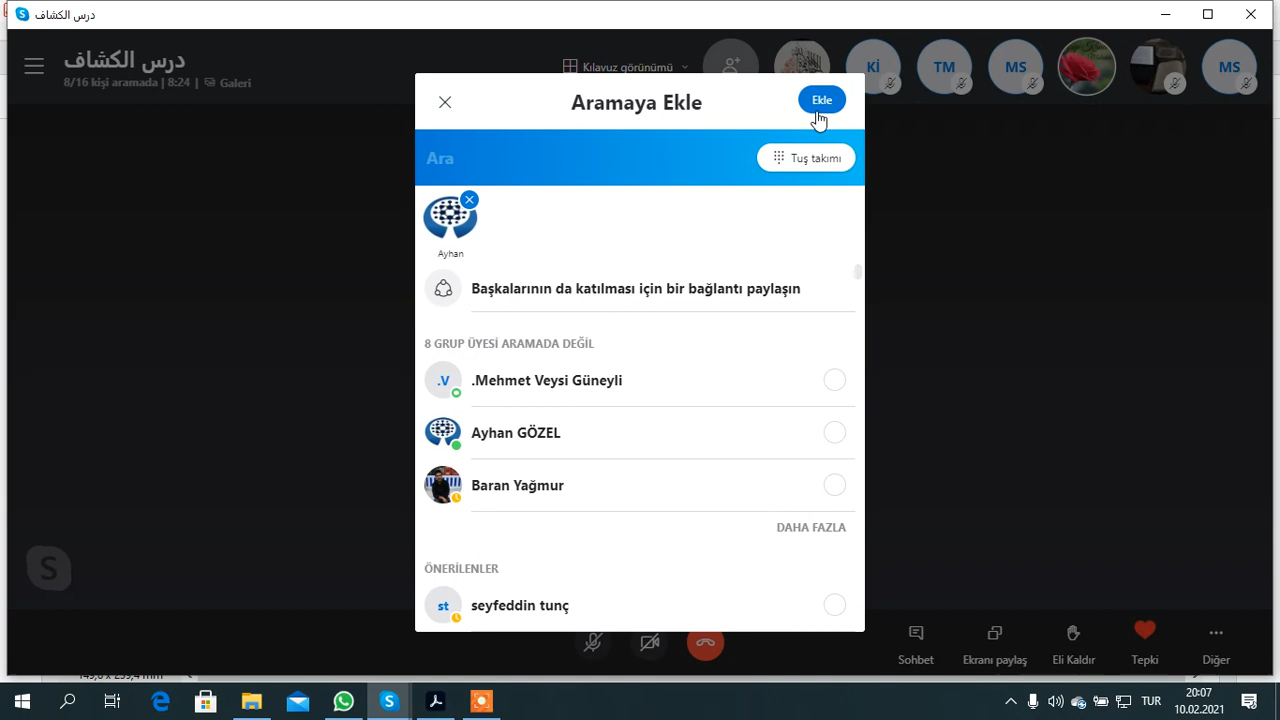 درس الكشاف
درس الكشاف
8/16 kişi aramada | 8:24 | Galeri
Kılavuz görünümü
Kİ
TM
MS
MS
Aramaya Ekle
Ekle
Ara
Tuş takımı
Ayhan
Başkalarının da katılması için bir bağlantı paylaşın
8 GRUP ÜYESİ ARAMADA DEĞİL
.V
.Mehmet Veysi Güneyli
Ayhan GÖZEL
Baran Yağmur
DAHA FAZLA
ÖNERİLENLER
st
seyfeddin tunç
Sohbet
Ekranı paylaş
Eli Kaldır
Tepki
Diğer
TUR
20:07
10.02.2021